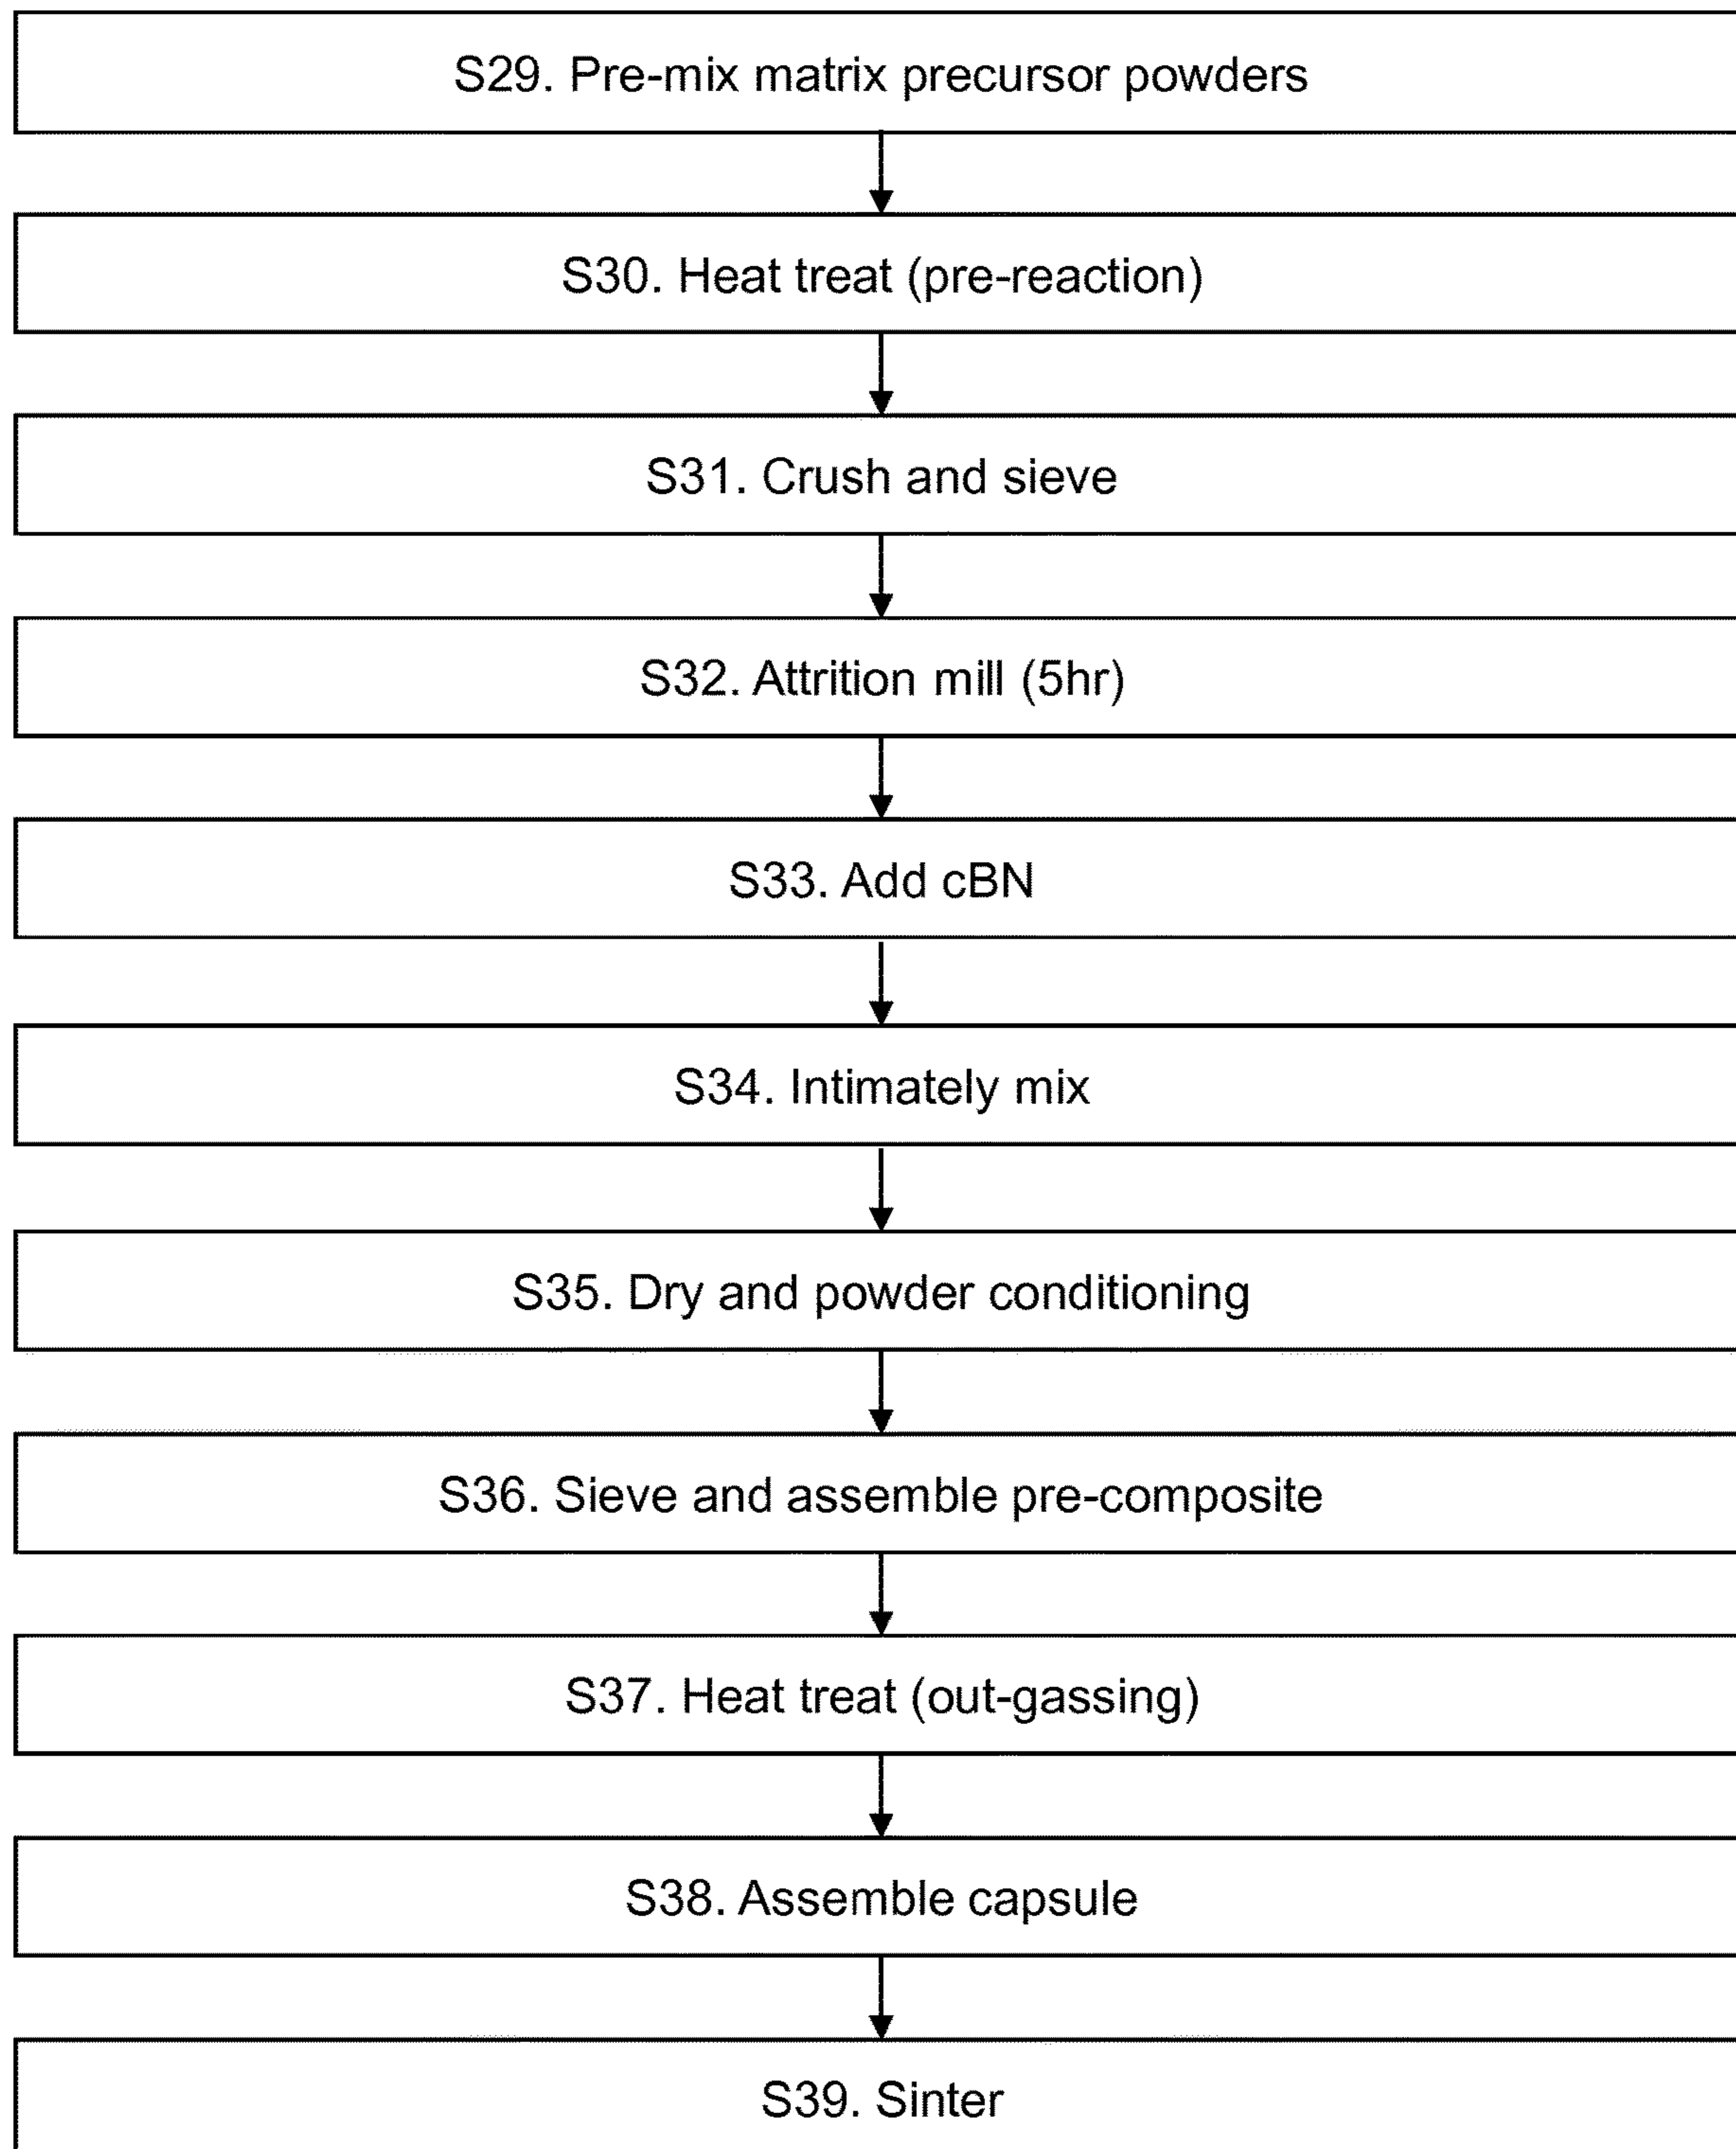 S29. Pre-mix matrix precursor powders
S30. Heat treat (pre-reaction)
S31. Crush and sieve
S32. Attrition mill (5hr)
S33. Add cBN
S34. Intimately mix
S35. Dry and powder conditioning
S36. Sieve and assemble pre-composite
S37. Heat treat (out-gassing)
S38. Assemble capsule
S39. Sinter